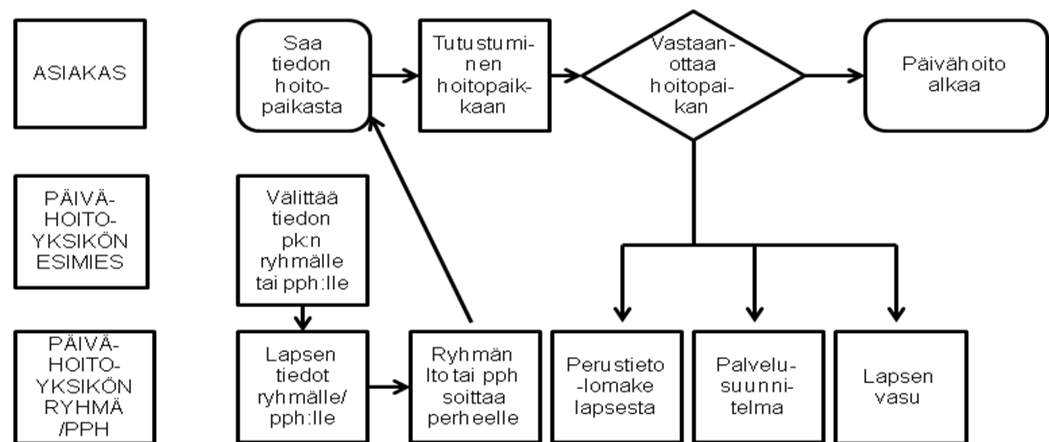 ASIAKAS
Saa
tiedon
hoito-
paikasta
Tutustumi-
nen
hoitopaik-
kaan
Vastaan-
ottaa
hoitopai-
kan
Päivähoito
alkaa
PÄIVÄ-
HOITO-
YKSIKÖN
ESIMIES
Välittää
tiedon
pk:n
ryhmälle
tai pph:lle
PÄIVÄ-
HOITO-
YKSIKÖN
RYHMÄ
/PPH
Lapsen
tiedot
ryhmälle/
pph:lle
Ryhmän
lto tai pph
soittaa
perheelle
Perustieto
-lomake
lapsesta
Palvelu-
suunni-
telma
Lapsen
vasu